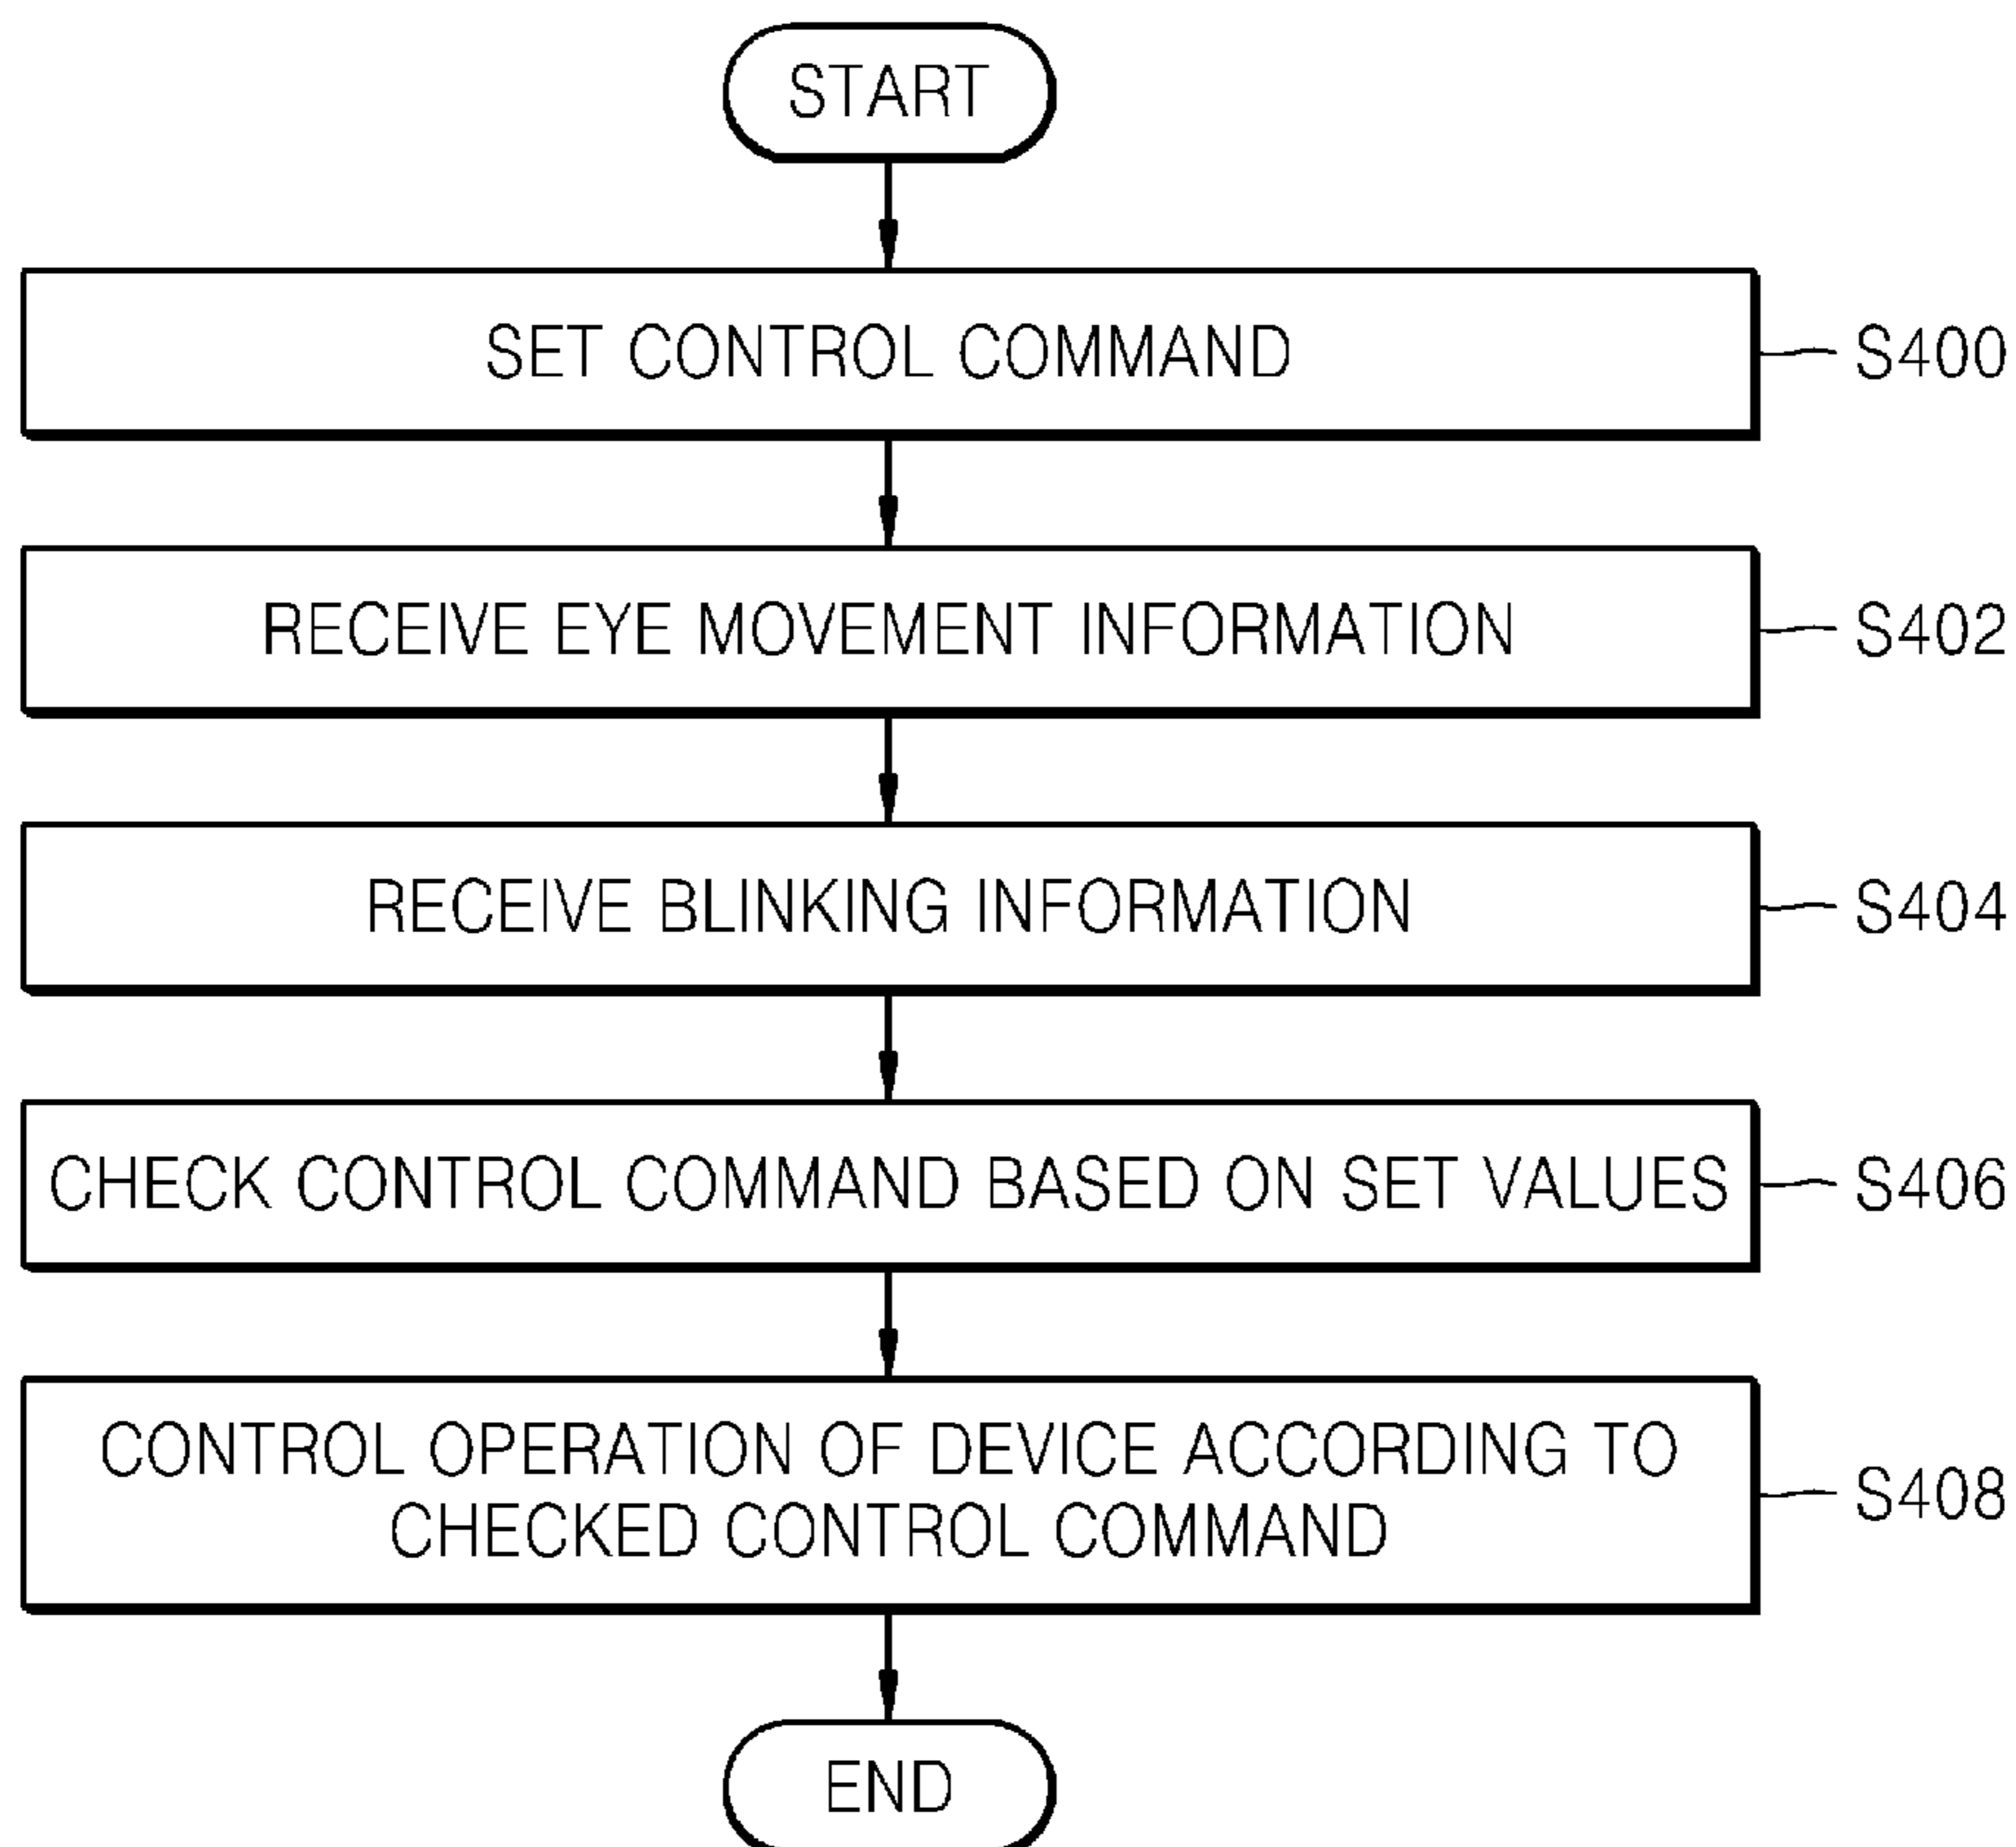 START
SET CONTROL COMMAND
S400
RECEIVE EYE MOVEMENT INFORMATION
S402
RECEIVE BLINKING INFORMATION
S404
CHECK CONTROL COMMAND BASED ON SET VALUES
S406
CONTROL OPERATION OF DEVICE ACCORDING TO
CHECKED CONTROL COMMAND
S408
END